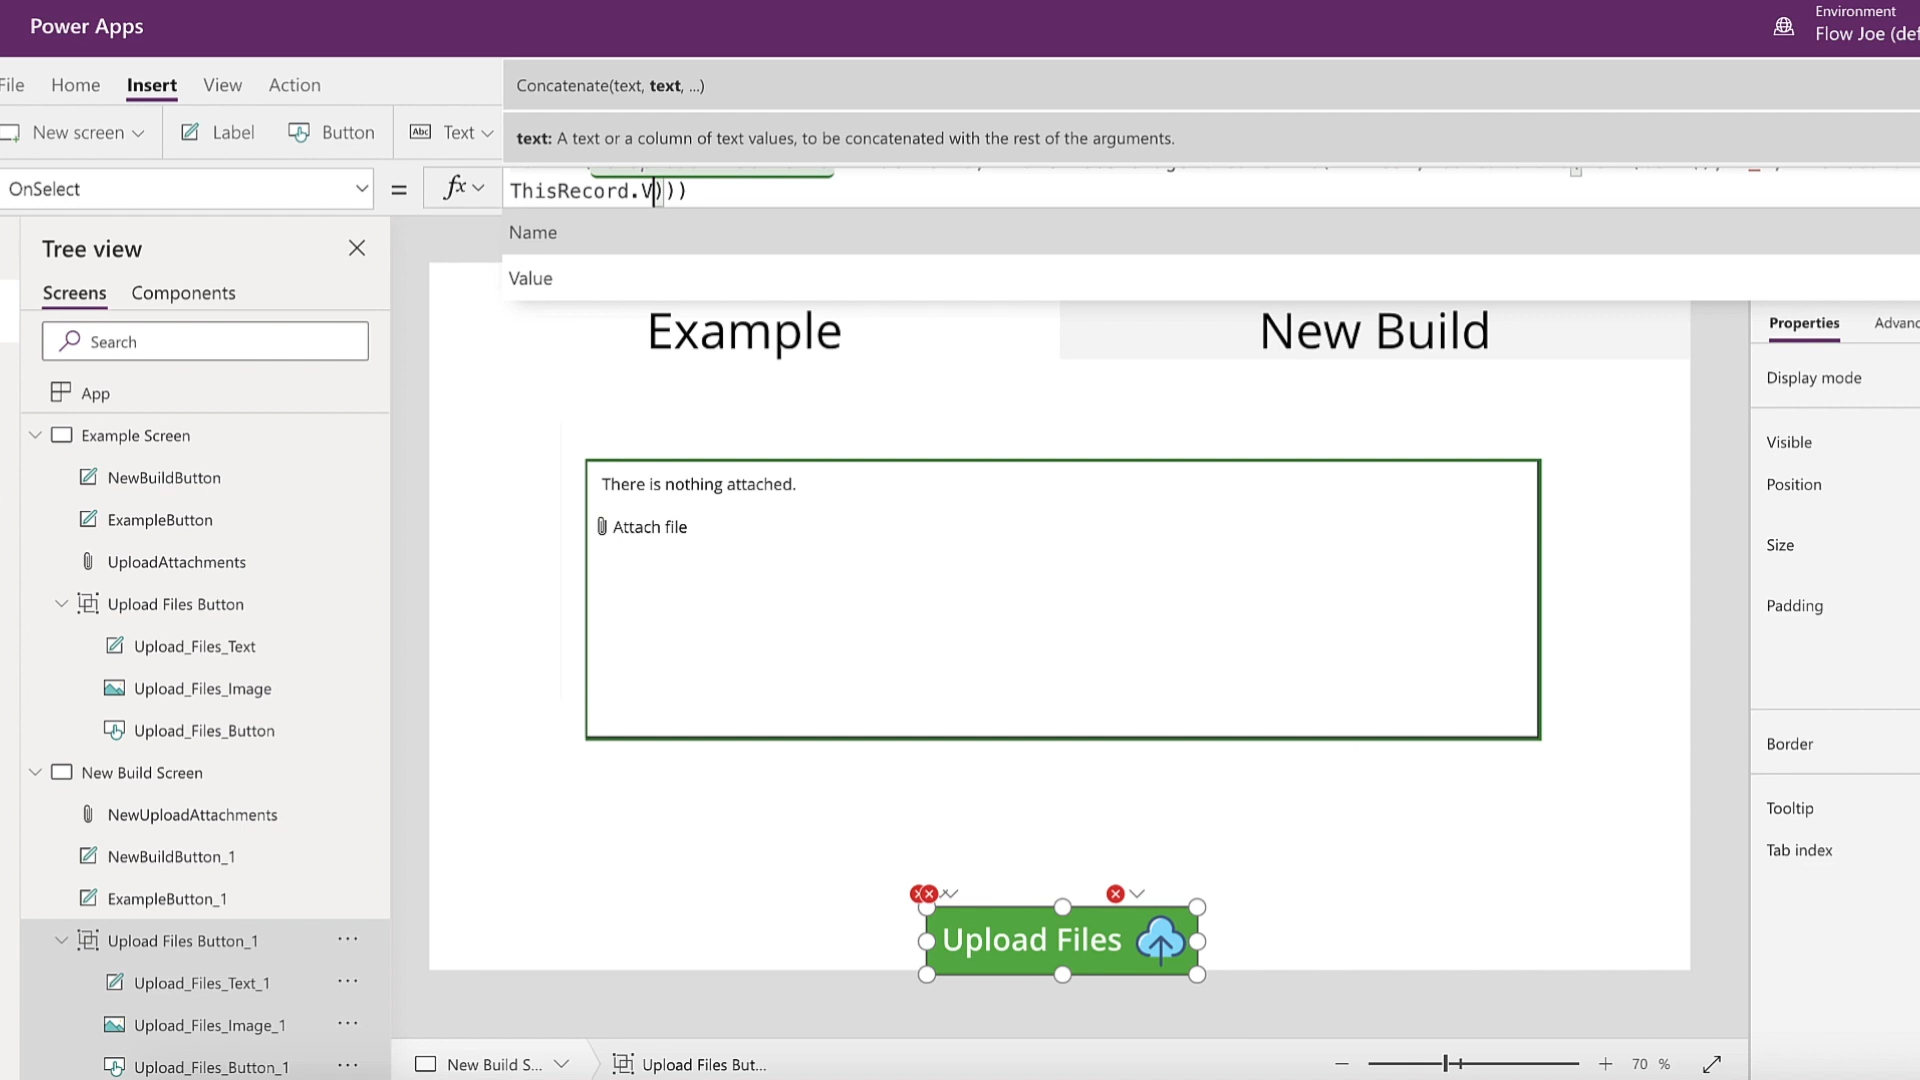 Power Apps
Environment
Flow Joe (def
File Home Insert View Action
Concatenate(text, text, ...)
New screen Label Button Abc Text
text: A text or a column of text values, to be concatenated with the rest of the arguments.
OnSelect = fx ThisRecord.V)))
Name
Value
Tree view
Screens Components
Search
App
Example Screen
NewBuildButton
ExampleButton
UploadAttachments
Upload Files Button
Upload_Files_Text
Upload_Files_Image
Upload_Files_Button
New Build Screen
NewUploadAttachments
NewBuildButton_1
ExampleButton_1
Upload Files Button_1
Upload_Files_Text_1
Upload_Files_Image_1
Upload_Files_Button_1
Example New Build
There is nothing attached.
Attach file
Upload Files
Properties Advanc
Display mode
Visible
Position
Size
Padding
Border
Tooltip
Tab index
New Build S... Upload Files But... 70 %